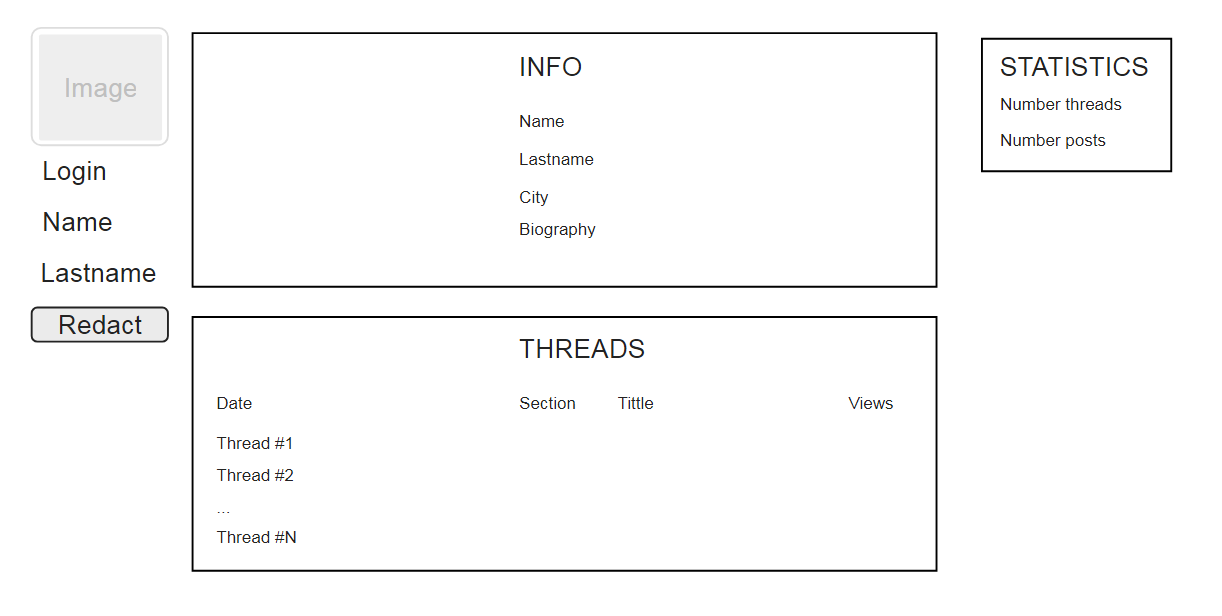 Image
Login
Name
Lastname
Redact
INFO
Name
Lastname
City
Biography
THREADS
Date Section Tittle Views
Thread #1
Thread #2
...
Thread #N
STATISTICS
Number threads
Number posts